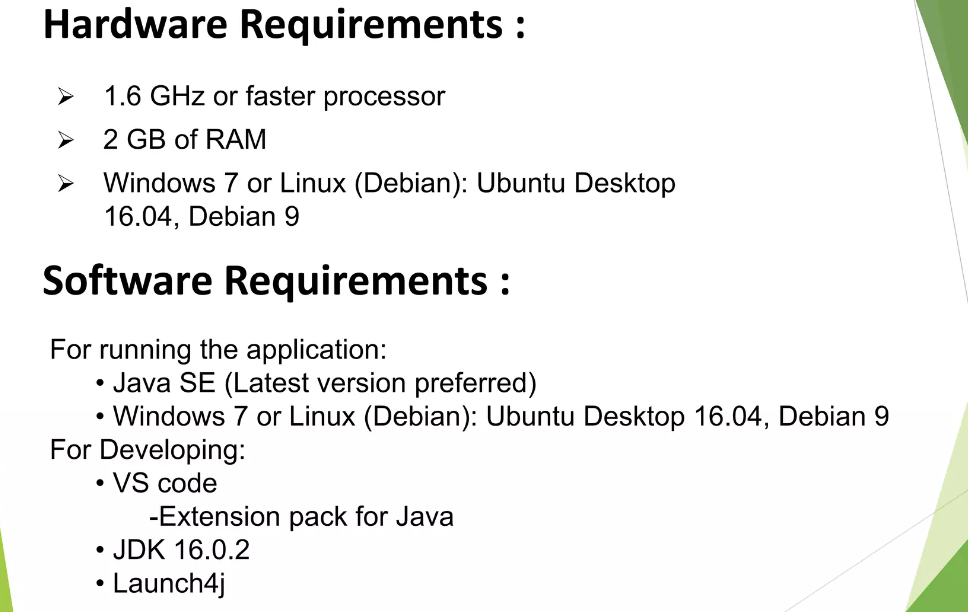 Hardware Requirements :
➢ 1.6 GHz or faster processor
➢ 2 GB of RAM
➢ Windows 7 or Linux (Debian): Ubuntu Desktop
16.04, Debian 9
Software Requirements :
For running the application:
• Java SE (Latest version preferred)
• Windows 7 or Linux (Debian): Ubuntu Desktop 16.04, Debian 9
For Developing:
• VS code
-Extension pack for Java
• JDK 16.0.2
• Launch4j